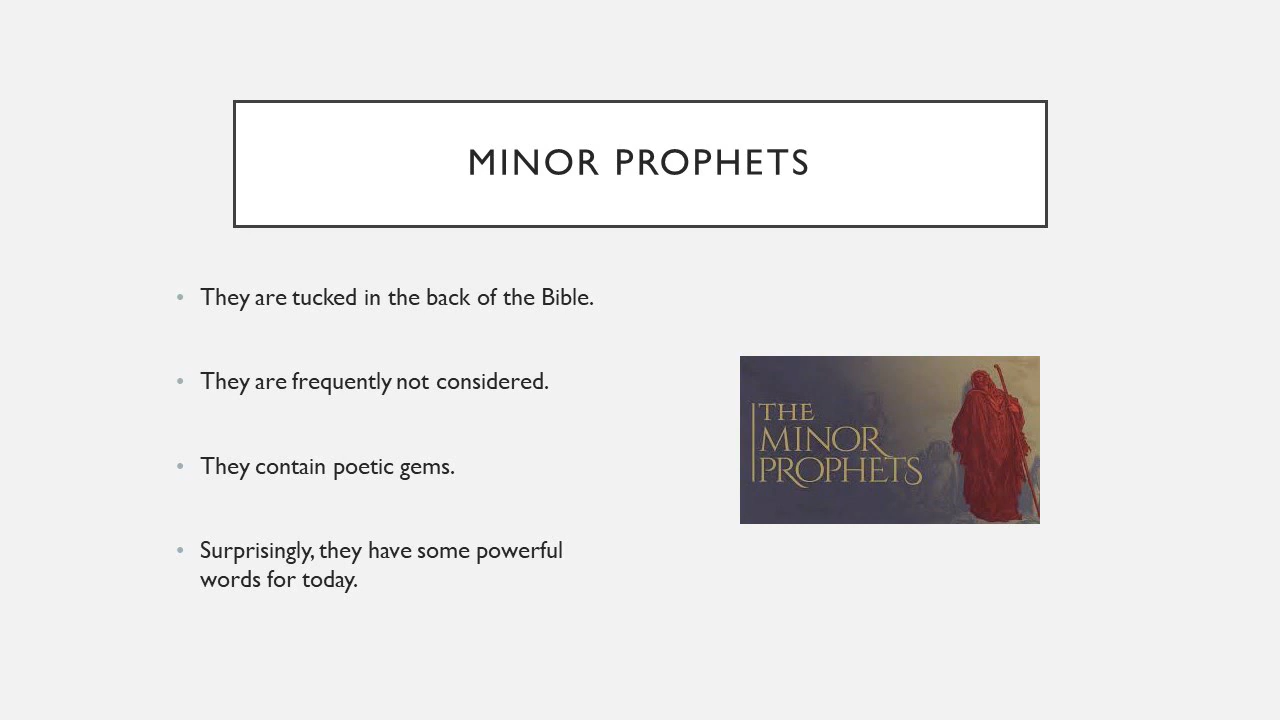 MINOR PROPHETS
• They are tucked in the back of the Bible.
• They are frequently not considered.
• They contain poetic gems.
• Surprisingly, they have some powerful
words for today.
THE
MINOR
PROPHETS